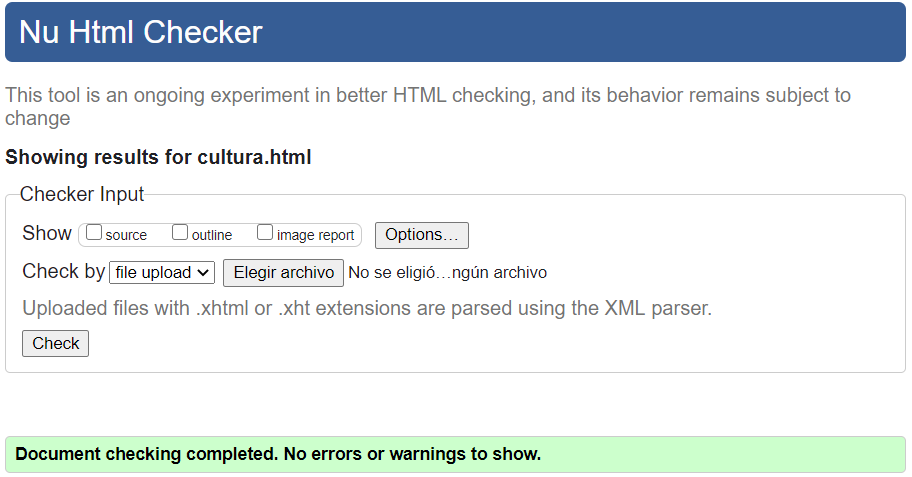 Nu Html Checker
This tool is an ongoing experiment in better HTML checking, and its behavior remains subject to
change
Showing results for cultura.html
Checker Input
Show source outline image report Options...
Check by file upload Elegir archivo No se eligió...ngún archivo
Uploaded files with .xhtml or .xht extensions are parsed using the XML parser.
Check
Document checking completed. No errors or warnings to show.